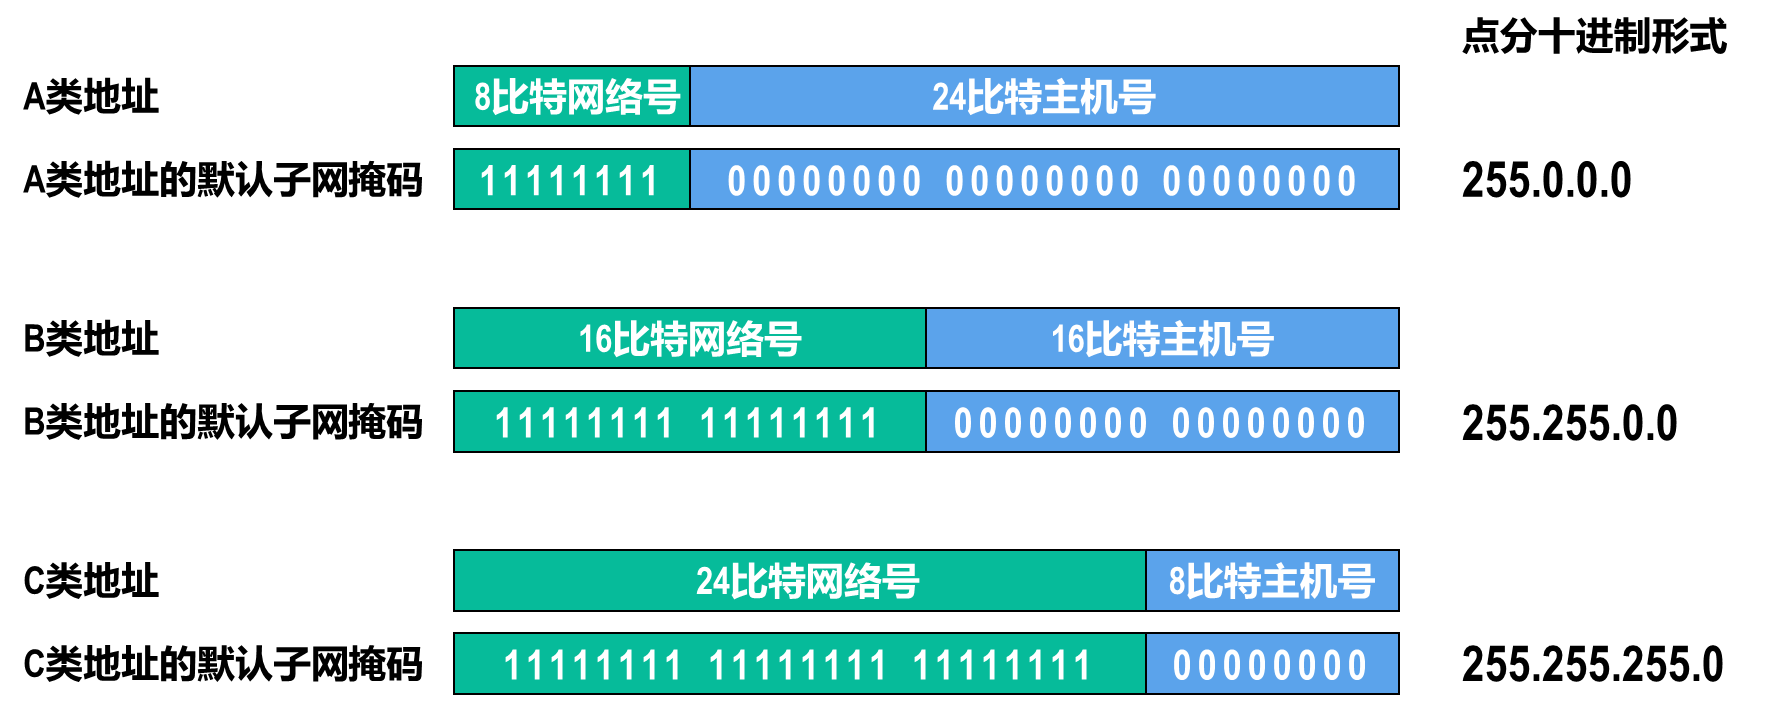 点分十进制形式
A类地址 8比特网络号 24比特主机号
A类地址的默认子网掩码 11111111 00000000 00000000 00000000 255.0.0.0
B类地址 16比特网络号 16比特主机号
B类地址的默认子网掩码 11111111 11111111 00000000 00000000 255.255.0.0
C类地址 24比特网络号 8比特主机号
C类地址的默认子网掩码 11111111 11111111 11111111 00000000 255.255.255.0